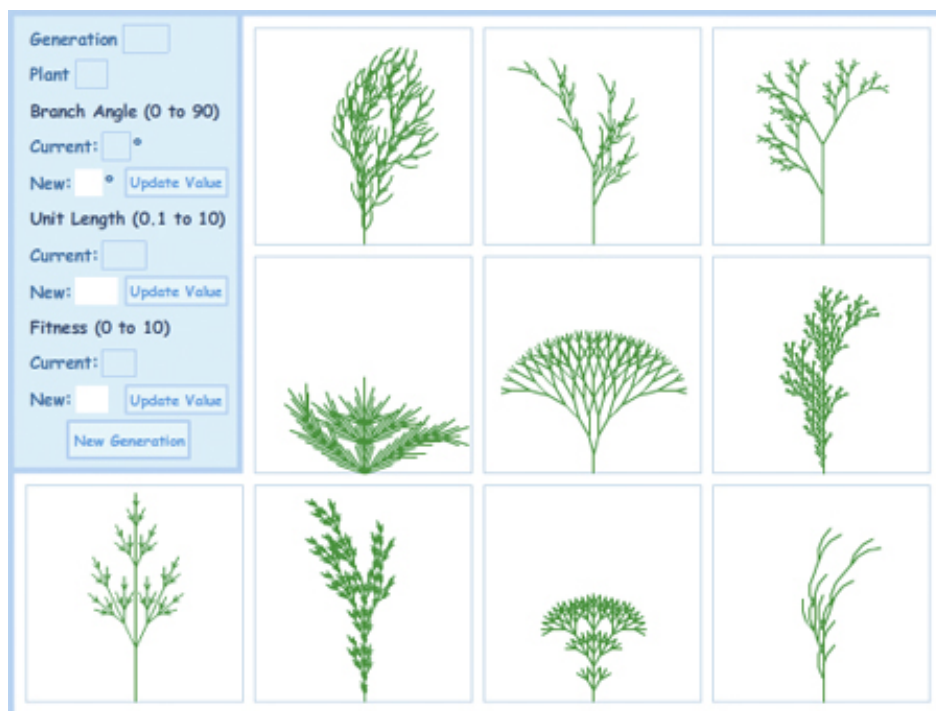 Generation
Plant
Branch Angle (0 to 90)
Current: °
New: ° Update Value
Unit Length (0.1 to 10)
Current:
New: Update Value
Fitness (0 to 10)
Current:
New: Update Value
New Generation